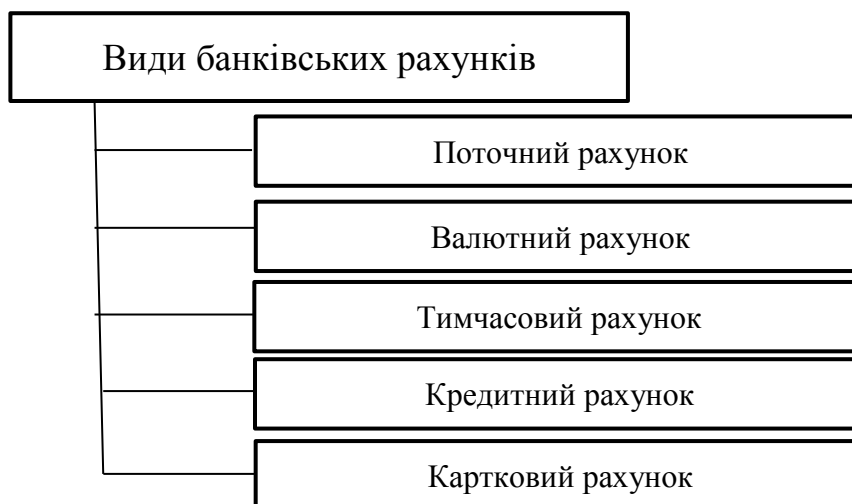 Види банківських рахунків
Поточний рахунок
Валютний рахунок
Тимчасовий рахунок
Кредитний рахунок
Картковий рахунок